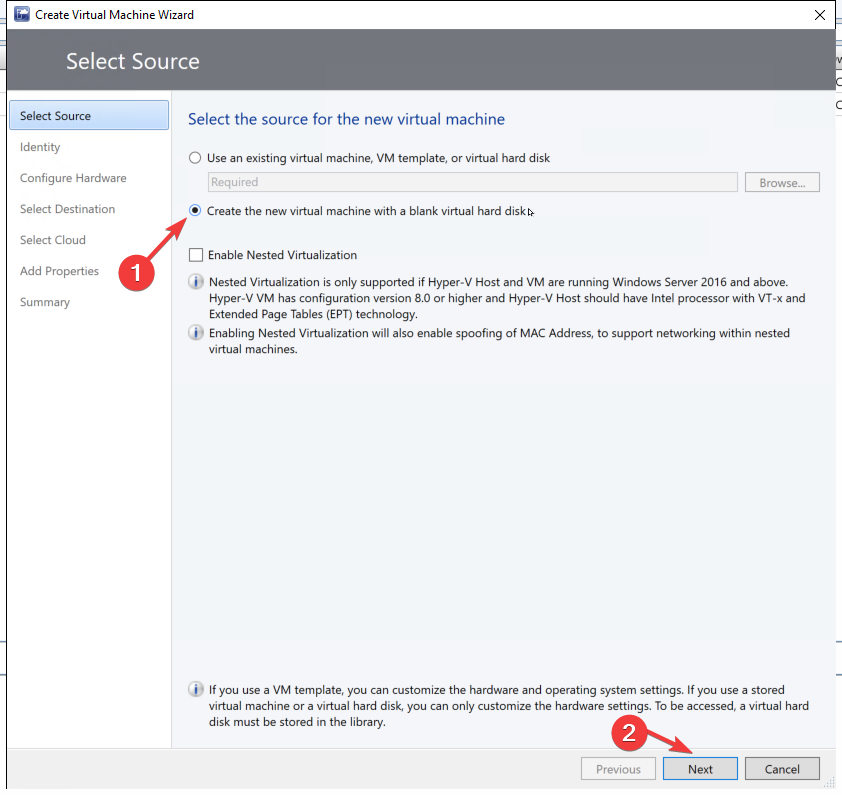 Create Virtual Machine Wizard
Select Source
Select Source
Identity
Configure Hardware
Select Destination
Select Cloud
Add Properties
Summary
Select the source for the new virtual machine
Use an existing virtual machine, VM template, or virtual hard disk
Required
Browse...
Create the new virtual machine with a blank virtual hard disk
1
Enable Nested Virtualization
Nested Virtualization is only supported if Hyper-V Host and VM are running Windows Server 2016 and above.
Hyper-V VM has configuration version 8.0 or higher and Hyper-V Host should have Intel processor with VT-x and
Extended Page Tables (EPT) technology.
Enabling Nested Virtualization will also enable spoofing of MAC Address, to support networking within nested
virtual machines.
If you use a VM template, you can customize the hardware and operating system settings. If you use a stored
virtual machine or a virtual hard disk, you can only customize the hardware settings. To be accessed, a virtual hard
disk must be stored in the library.
2
Previous
Next
Cancel